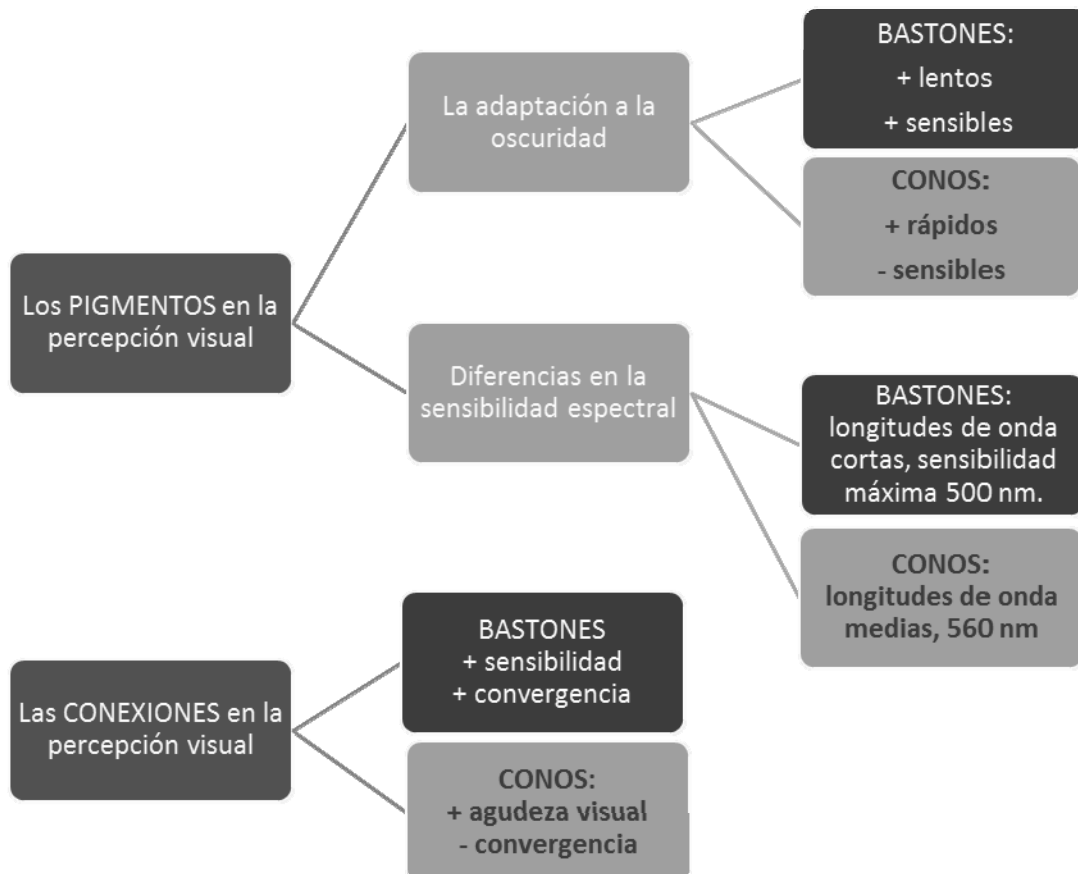 Los PIGMENTOS en la
percepción visual
La adaptación a la
oscuridad
BASTONES:
+ lentos
+ sensibles
CONOS:
+ rápidos
- sensibles
Diferencias en la
sensibilidad espectral
BASTONES:
longitudes de onda
cortas, sensibilidad
máxima 500 nm.
CONOS:
longitudes de onda
medias, 560 nm
Las CONEXIONES en la
percepción visual
BASTONES
+ sensibilidad
+ convergencia
CONOS:
+ agudeza visual
- convergencia